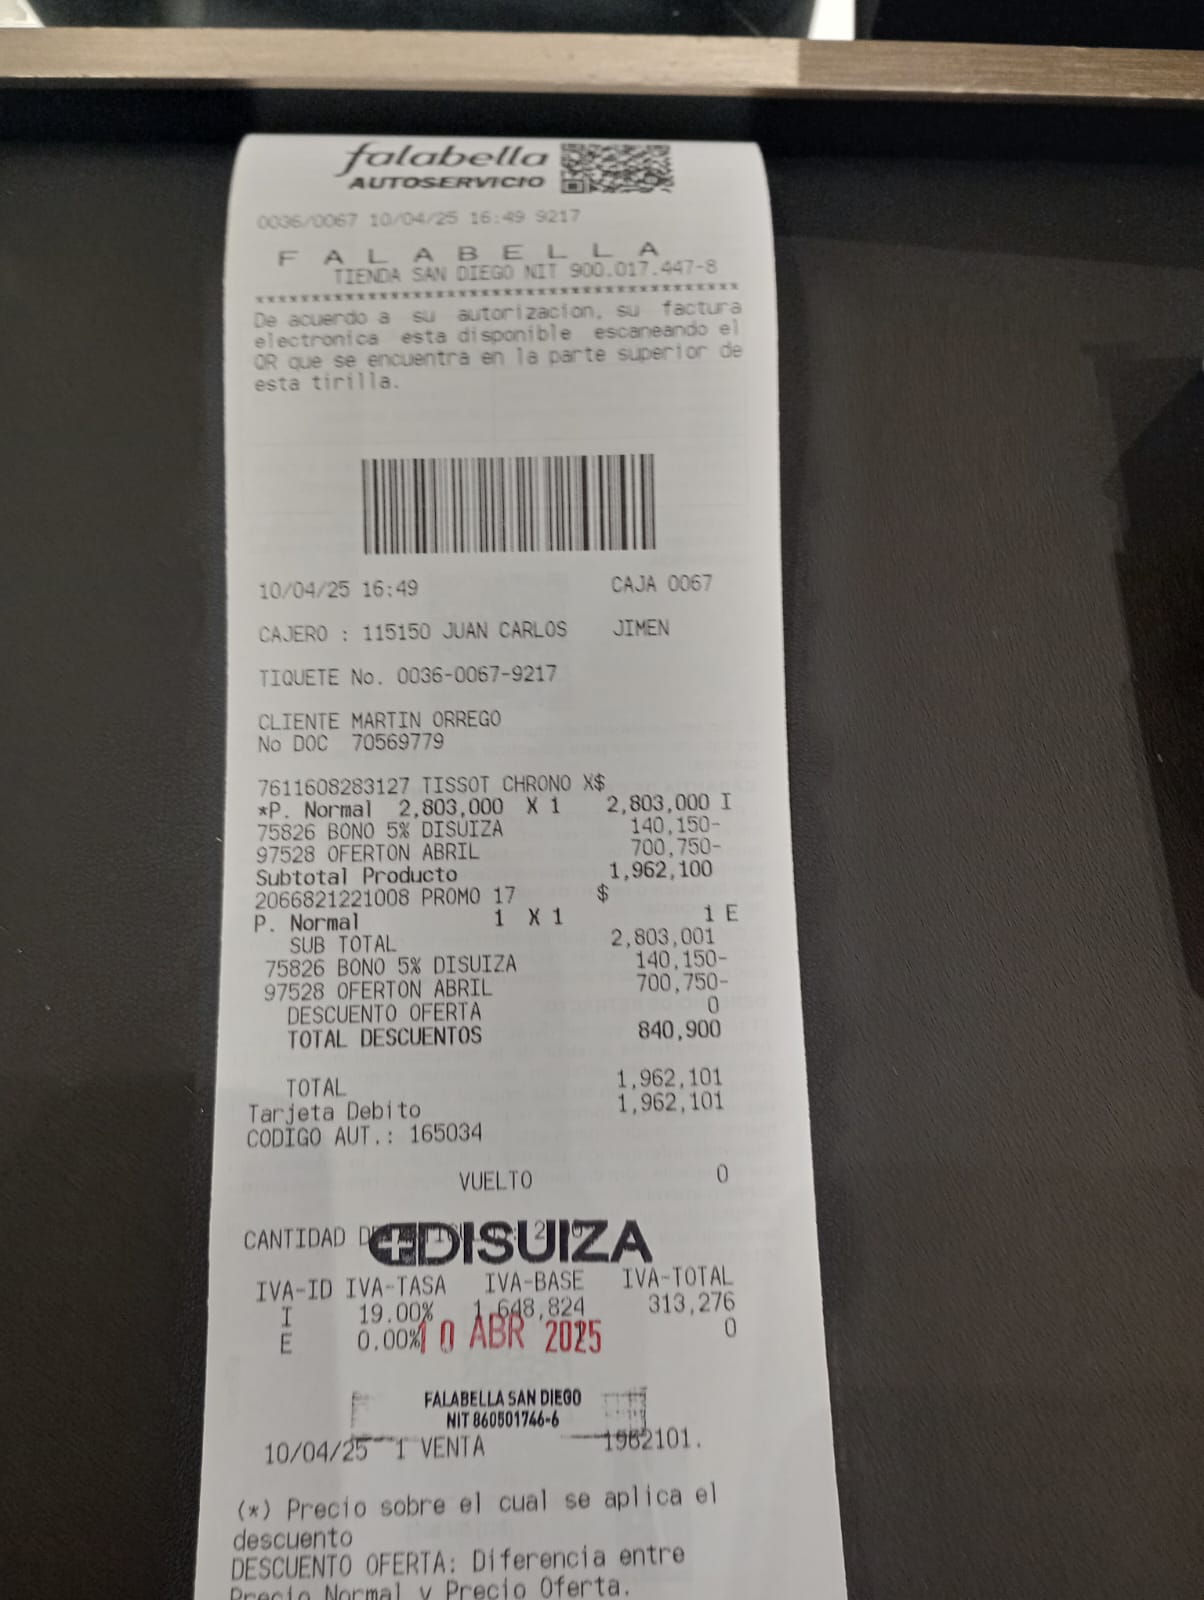 falabella
AUTOSERVICIO
0036/0067 10/04/25 16:49 9217
F A L A B E L L A
TIENDA SAN DIEGO NIT 900.017.447-8
De acuerdo a su autorizacion, su factura
electronica esta disponible escaneando el
QR que se encuentra en la parte superior de
esta tirilla.
10/04/25 16:49 CAJA 0067
CAJERO : 115150 JUAN CARLOS JIMEN
TIQUETE No. 0036-0067-9217
CLIENTE MARTIN ORREGO
No DOC 70569779
7611608283127 TISSOT CHRONO X$
*P. Normal 2,803,000 X 1 2,803,000 I
75826 BONO 5% DISUIZA 140,150-
97528 OFERTON ABRIL 700,750-
Subtotal Producto 1,962,100
2066821221008 PROMO 17 $
P. Normal 1 X 1 1 E
SUB TOTAL 2,803,001
75826 BONO 5% DISUIZA 140,150-
97528 OFERTON ABRIL 700,750-
DESCUENTO OFERTA 0
TOTAL DESCUENTOS 840,900
TOTAL 1,962,101
Tarjeta Debito 1,962,101
CODIGO AUT.: 165034
VUELTO 0
CANTIDAD
DISUIZA
IVA-ID IVA-TASA IVA-BASE IVA-TOTAL
I 19.00% 1,648,824 313,276
E 0.00% 0
10 ABR 2025
FALABELLA SAN DIEGO
NIT 860501746-6
10/04/25 1 VENTA 1962101.
(*) Precio sobre el cual se aplica el
descuento
DESCUENTO OFERTA: Diferencia entre
Precio Normal y Precio Oferta.